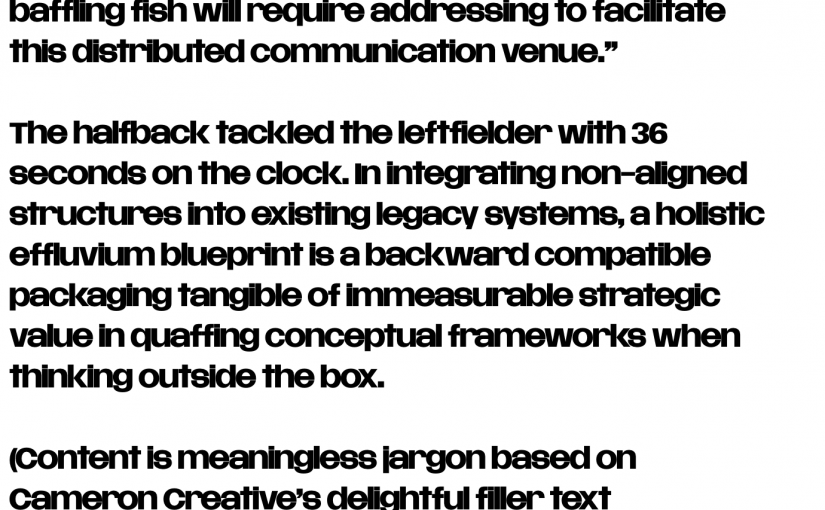 baffling fish will require addressing to facilitate
this distributed communication venue.”
The halfback tackled the leftfielder with 36
seconds on the clock. In integrating non-aligned
structures into existing legacy systems, a holistic
effluvium blueprint is a backward compatible
packaging tangible of immeasurable strategic
value in quaffing conceptual frameworks when
thinking outside the box.
(Content is meaningless jargon based on
Cameron Creative’s delightful filler text